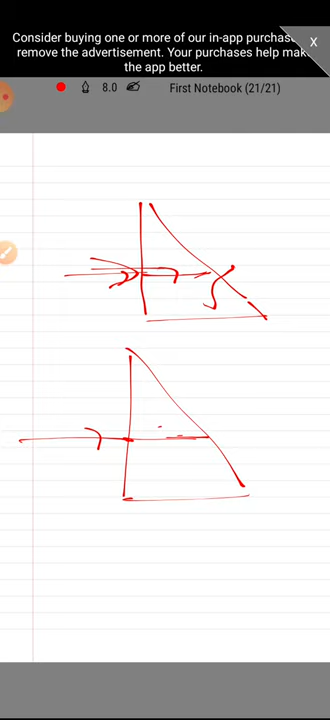 Consider buying one or more of our in-app purchas
remove the advertisement. Your purchases help mak
the app better.
X
8.0
First Notebook (21/21)